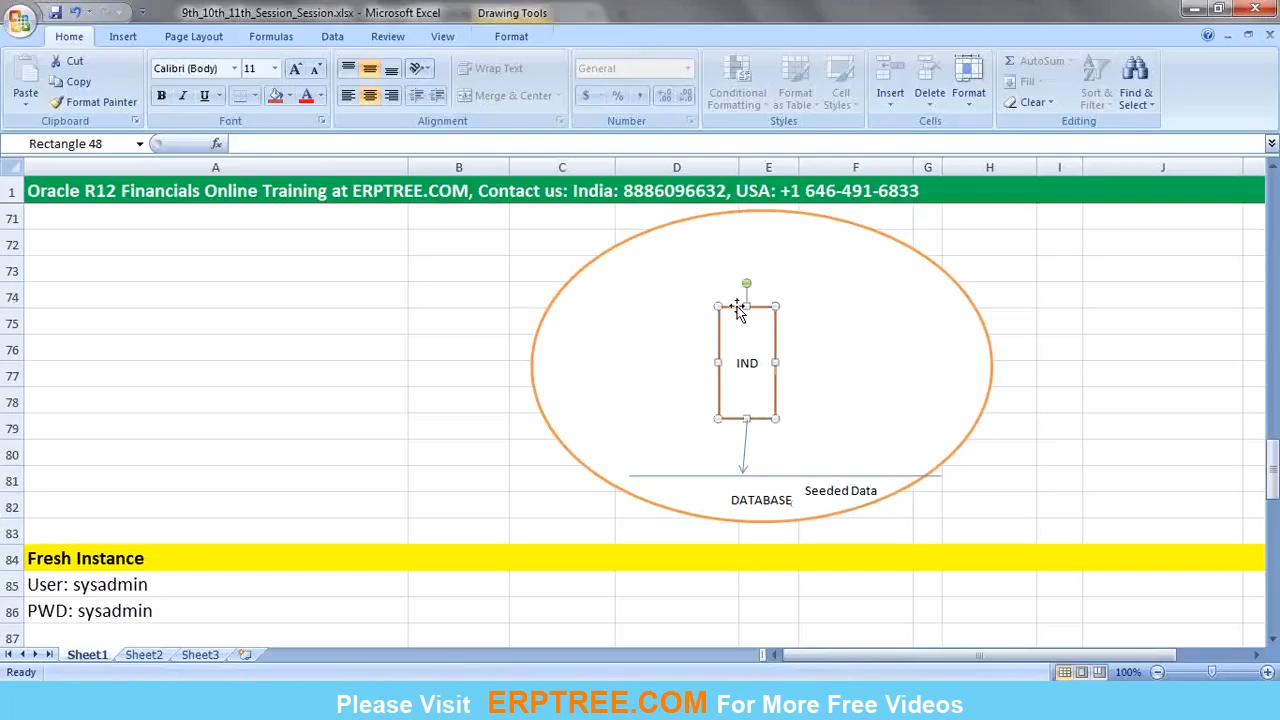 9th_10th_11th_Session_Session.xlsx - Microsoft Excel
Drawing Tools
Home Insert Page Layout Formulas Data Review View Format
Paste
Cut
Copy
Format Painter
Clipboard
Calibri (Body) 11
B I U
Font
Wrap Text
Merge & Center
Alignment
General
$ % ,
Number
Conditional Formatting
Format as Table
Cell Styles
Styles
Insert Delete Format
Cells
AutoSum
Fill
Clear
Sort & Filter
Find & Select
Editing
Rectangle 48
fx
A B C D E F G H I J
1 Oracle R12 Financials Online Training at ERPTREE.COM, Contact us: India: 8886096632, USA: +1 646-491-6833
71
72
73
74
75
76
IND
77
78
79
80
81
Seeded Data
82
DATABASE
83
84 Fresh Instance
85 User: sysadmin
86 PWD: sysadmin
87
Sheet1 Sheet2 Sheet3
Ready
100%
Please Visit ERPTREE.COM For More Free Videos